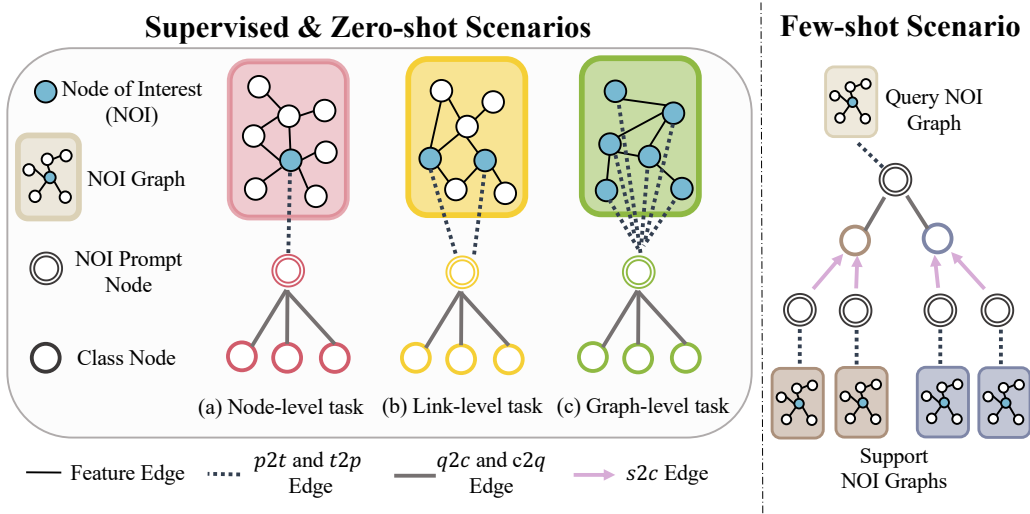 Supervised & Zero-shot Scenarios
Node of Interest
(NOI)
NOI Graph
NOI Prompt
Node
Class Node
(a) Node-level task
(b) Link-level task
(c) Graph-level task
Feature Edge
p2t and t2p
Edge
q2c and c2q
Edge
s2c Edge
Few-shot Scenario
Query NOI
Graph
Support
NOI Graphs